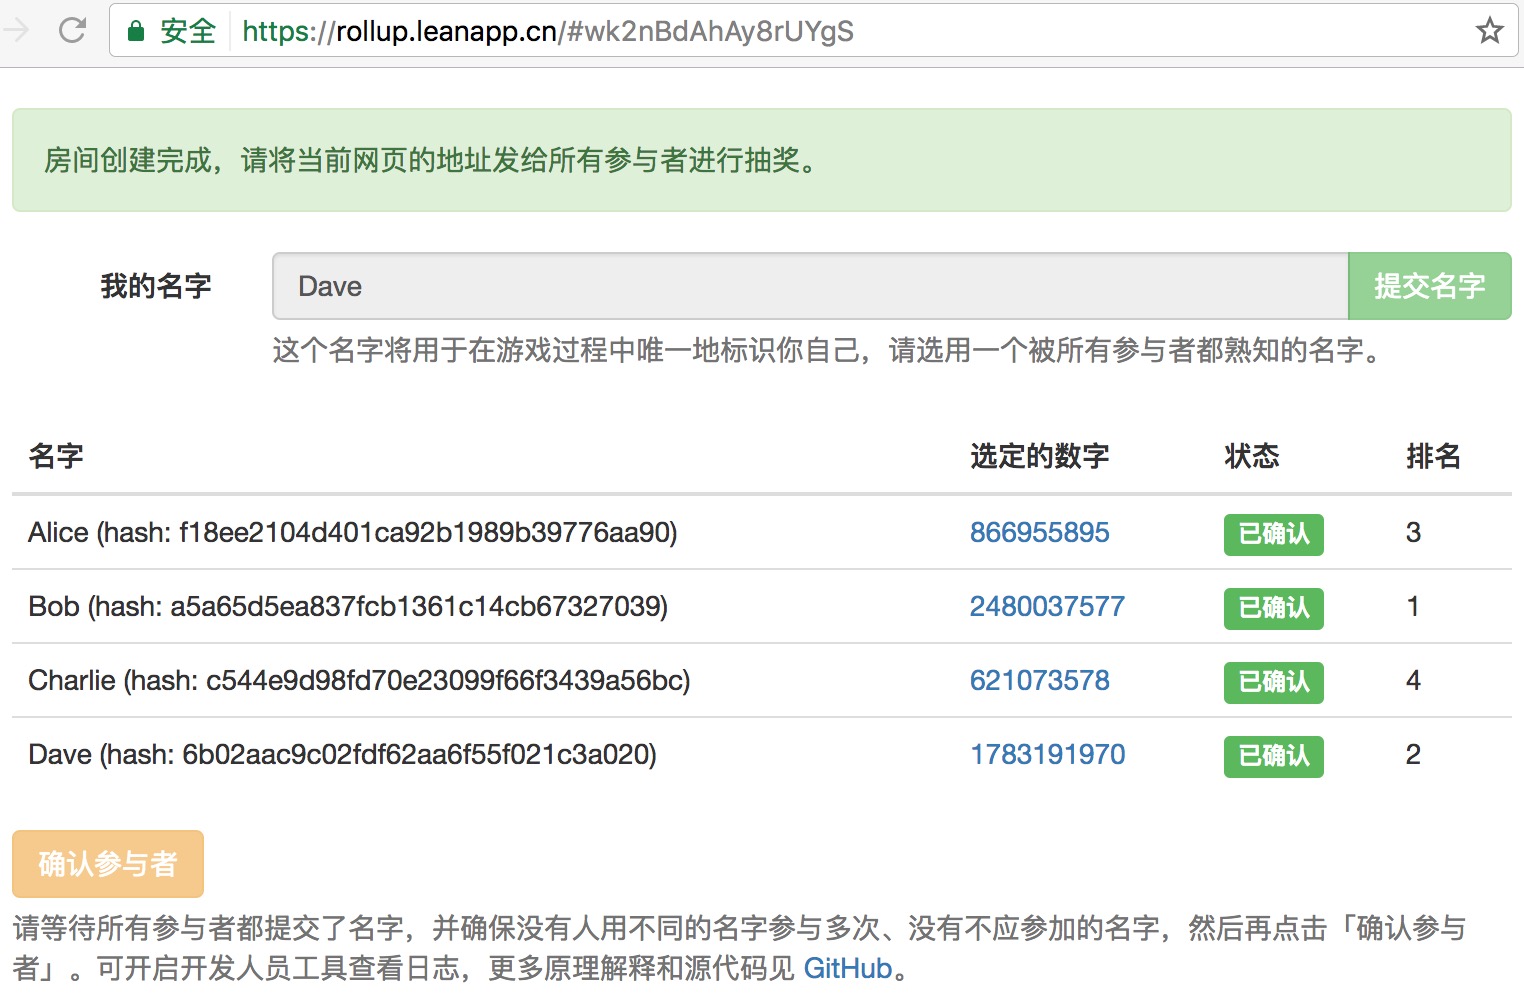 安全 https://rollup.leanapp.cn/#wk2nBdAhAy8rUYgS
房间创建完成，请将当前网页的地址发给所有参与者进行抽奖。
我的名字 Dave 提交名字
这个名字将用于在游戏过程中唯一地标识你自己，请选用一个被所有参与者都熟知的名字。
名字 选定的数字 状态 排名
Alice (hash: f18ee2104d401ca92b1989b39776aa90) 866955895 已确认 3
Bob (hash: a5a65d5ea837fcb1361c14cb67327039) 2480037577 已确认 1
Charlie (hash: c544e9d98fd70e23099f66f3439a56bc) 621073578 已确认 4
Dave (hash: 6b02aac9c02fdf62aa6f55f021c3a020) 1783191970 已确认 2
确认参与者
请等待所有参与者都提交了名字，并确保没有人用不同的名字参与多次、没有不应参加的名字，然后再点击「确认参与
者」。可开启开发人员工具查看日志，更多原理解释和源代码见 GitHub。